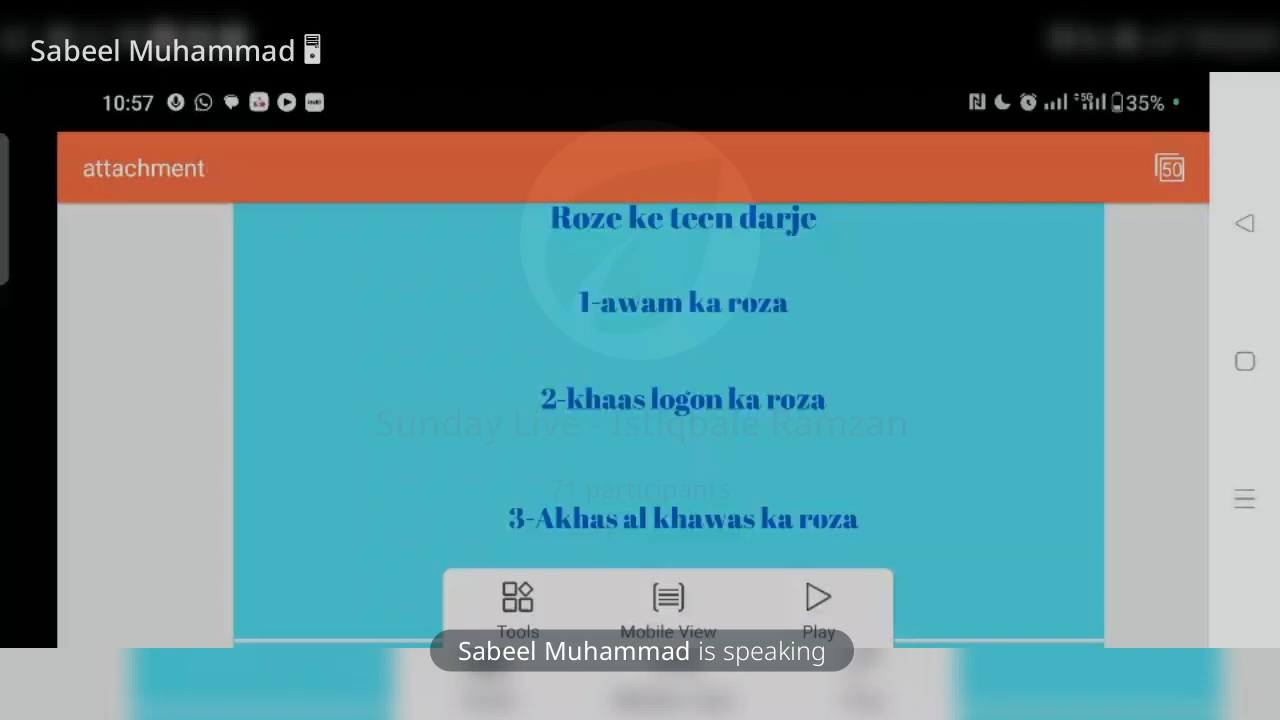 Sabeel Muhammad
10:57
5G
35%
attachment
50
Roze ke teen darje
1-awam ka roza
2-khaas logon ka roza
Sunday Live - Istiqbale Ramzan
71 participants
3-Akhas al khawas ka roza
Tools
Mobile View
Play
Sabeel Muhammad is speaking